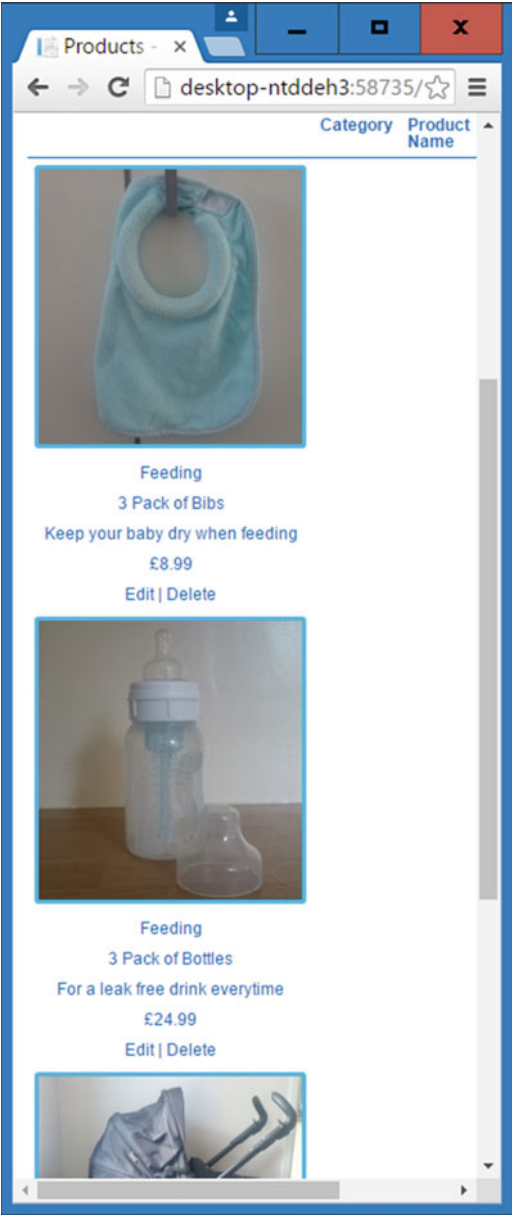 Products -
desktop-ntddeh3:58735/
Category Product
Name
Feeding
3 Pack of Bibs
Keep your baby dry when feeding
£8.99
Edit | Delete
Feeding
3 Pack of Bottles
For a leak free drink everytime
£24.99
Edit | Delete